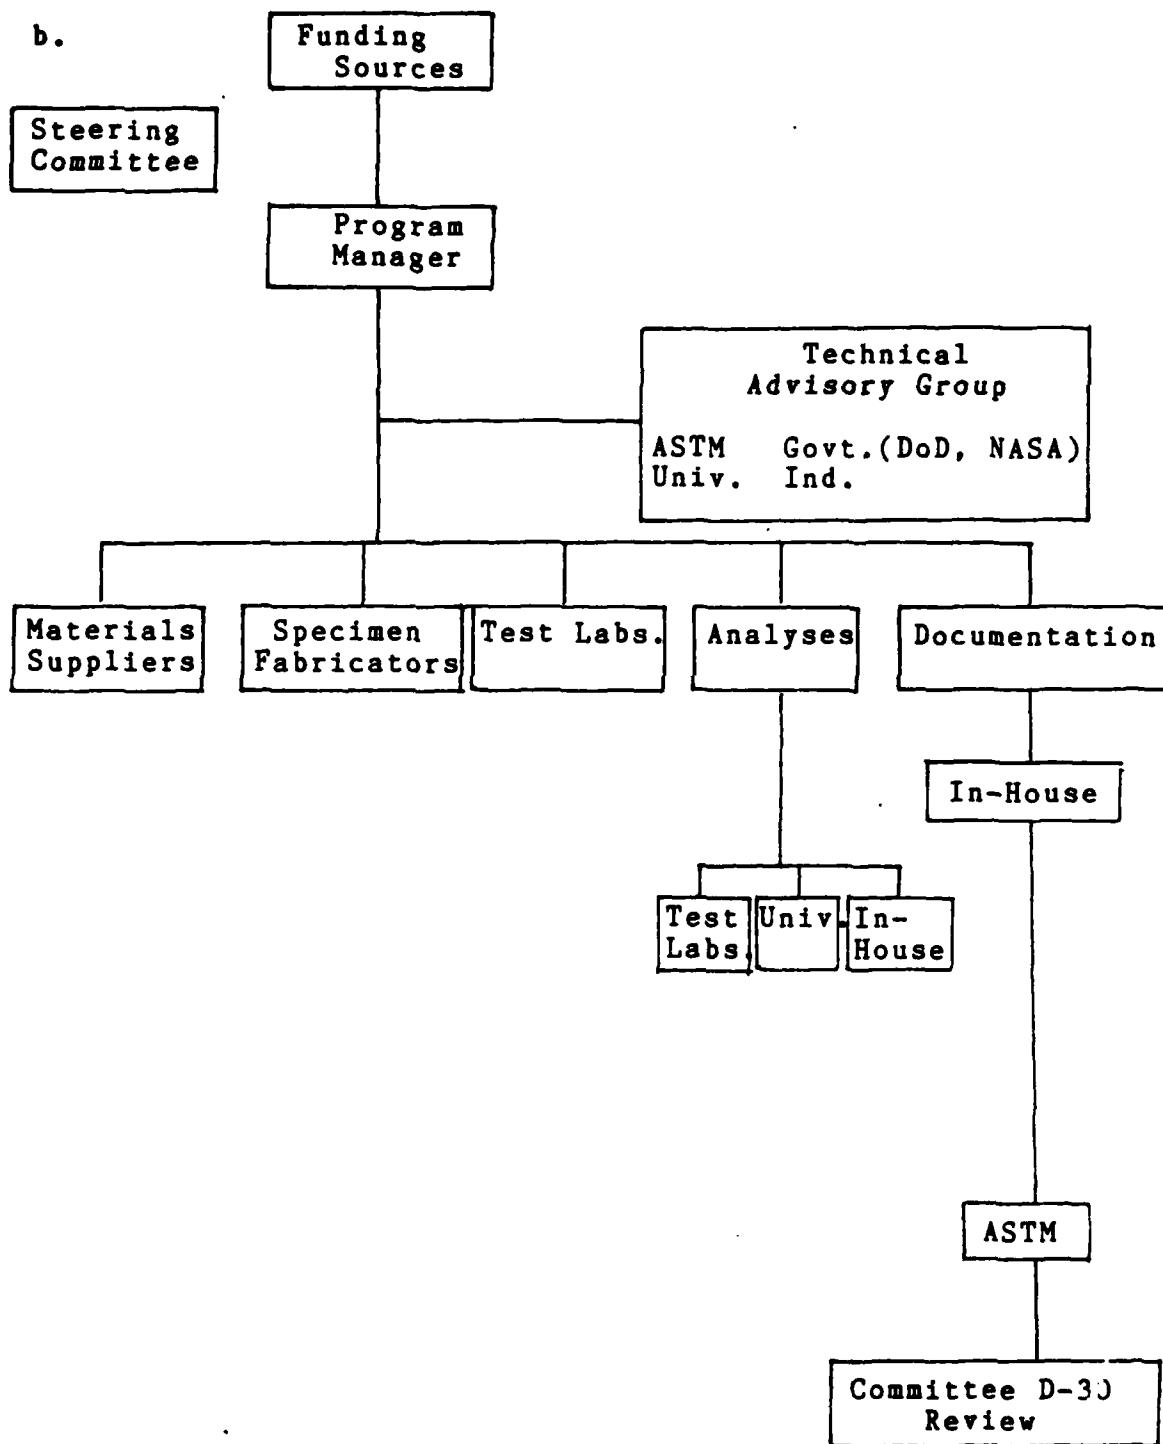 b.
Funding
Sources
Steering
Committee
Program
Manager
Technical
Advisory Group
ASTM Govt.(DoD, NASA)
Univ. Ind.
Materials
Suppliers
Specimen
Fabricators
Test Labs.
Analyses
Documentation
In-House
Test
Labs.
Univ.
In-
House
ASTM
Committee D-30
Review